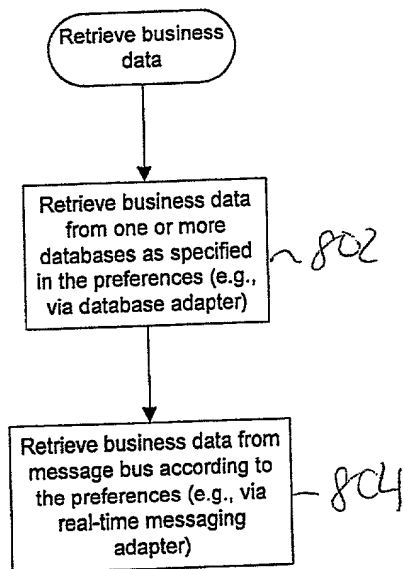 Retrieve business
data
Retrieve business data
from one or more
databases as specified
in the preferences (e.g.,
via database adapter)
802
Retrieve business data from
message bus according to
the preferences (e.g., via
real-time messaging
adapter)
804